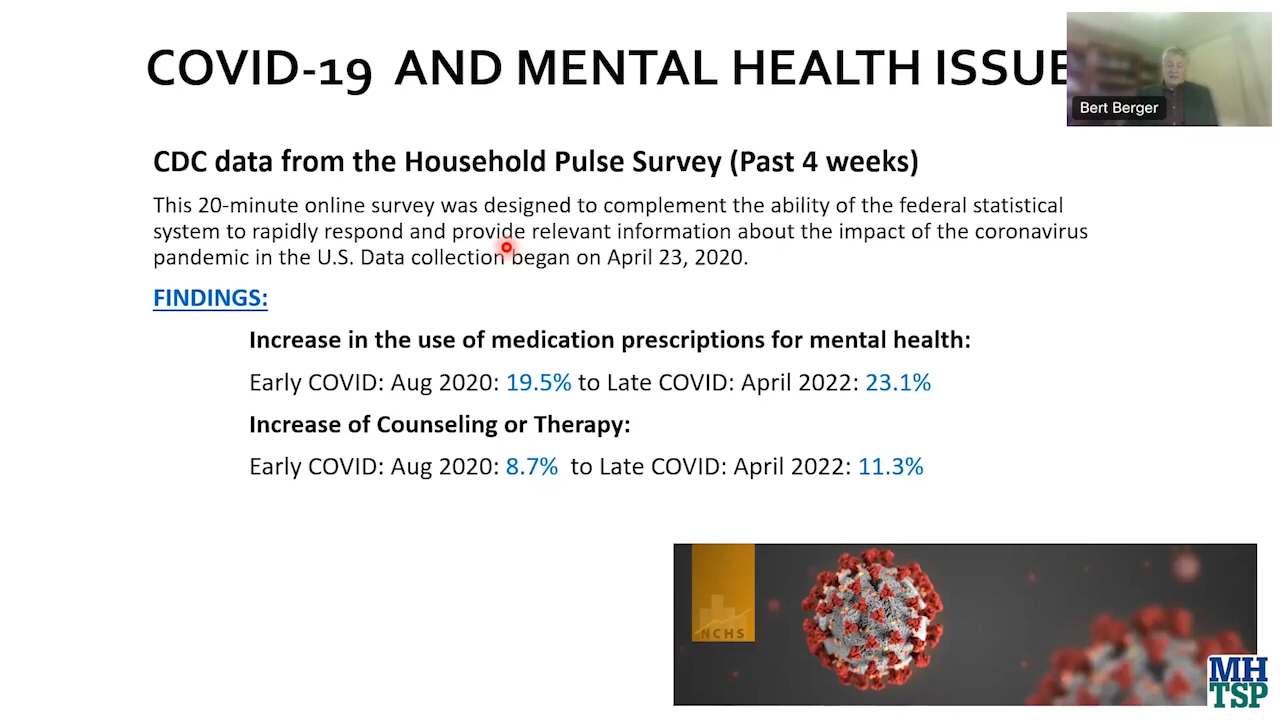 COVID-19 AND MENTAL HEALTH ISSUE
Bert Berger
CDC data from the Household Pulse Survey (Past 4 weeks)
This 20-minute online survey was designed to complement the ability of the federal statistical
system to rapidly respond and provide relevant information about the impact of the coronavirus
pandemic in the U.S. Data collection began on April 23, 2020.
FINDINGS:
Increase in the use of medication prescriptions for mental health:
Early COVID: Aug 2020: 19.5% to Late COVID: April 2022: 23.1%
Increase of Counseling or Therapy:
Early COVID: Aug 2020: 8.7% to Late COVID: April 2022: 11.3%
NCHS
MH
TSP